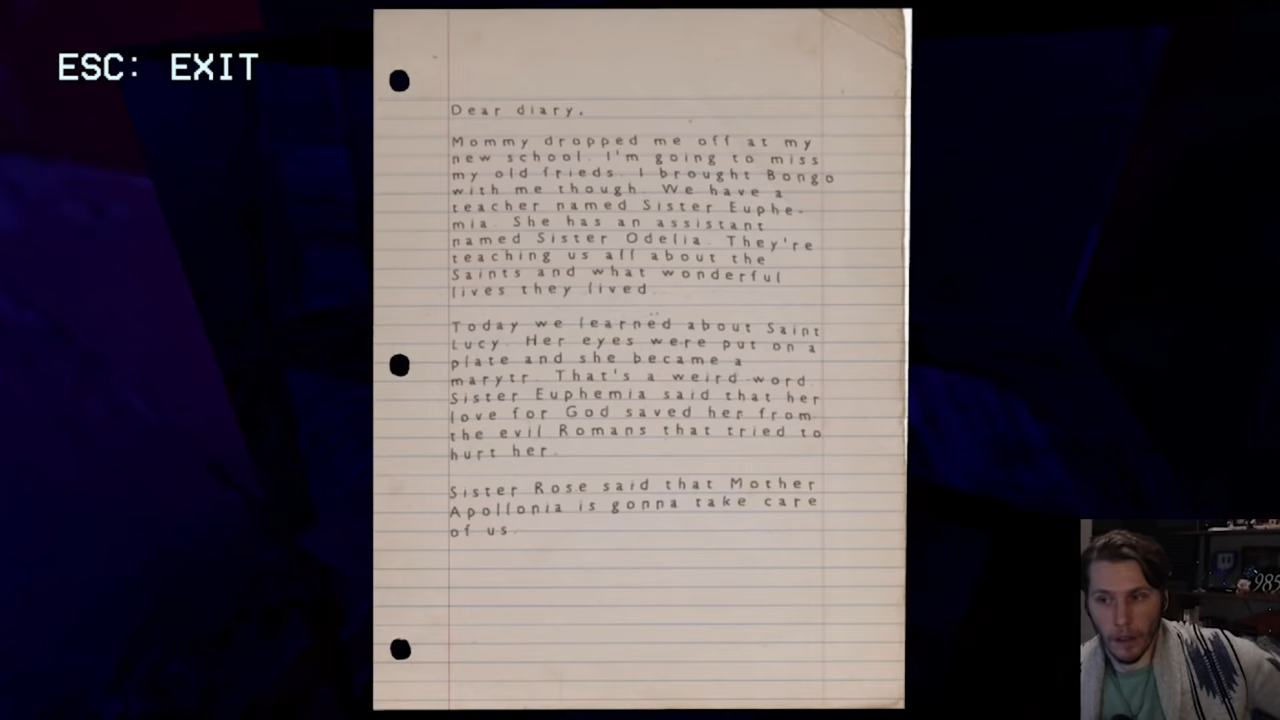 ESC: EXIT
Dear diary,
Mommy dropped me off at my
new school. I'm going to miss
my old frieds. I brought Bongo
with me though. We have a
teacher named Sister Euphe-
mia. She has an assistant
named Sister Odelia. They're
teaching us all about the
Saints and what wonderful
lives they lived.
Today we learned about Saint
Lucy. Her eyes were put on a
plate and she became a
marytr. That's a weird word.
Sister Euphemia said that her
love for God saved her from
the evil Romans that tried to
hurt her.
Sister Rose said that Mother
Apollonia is gonna take care
of us.
985